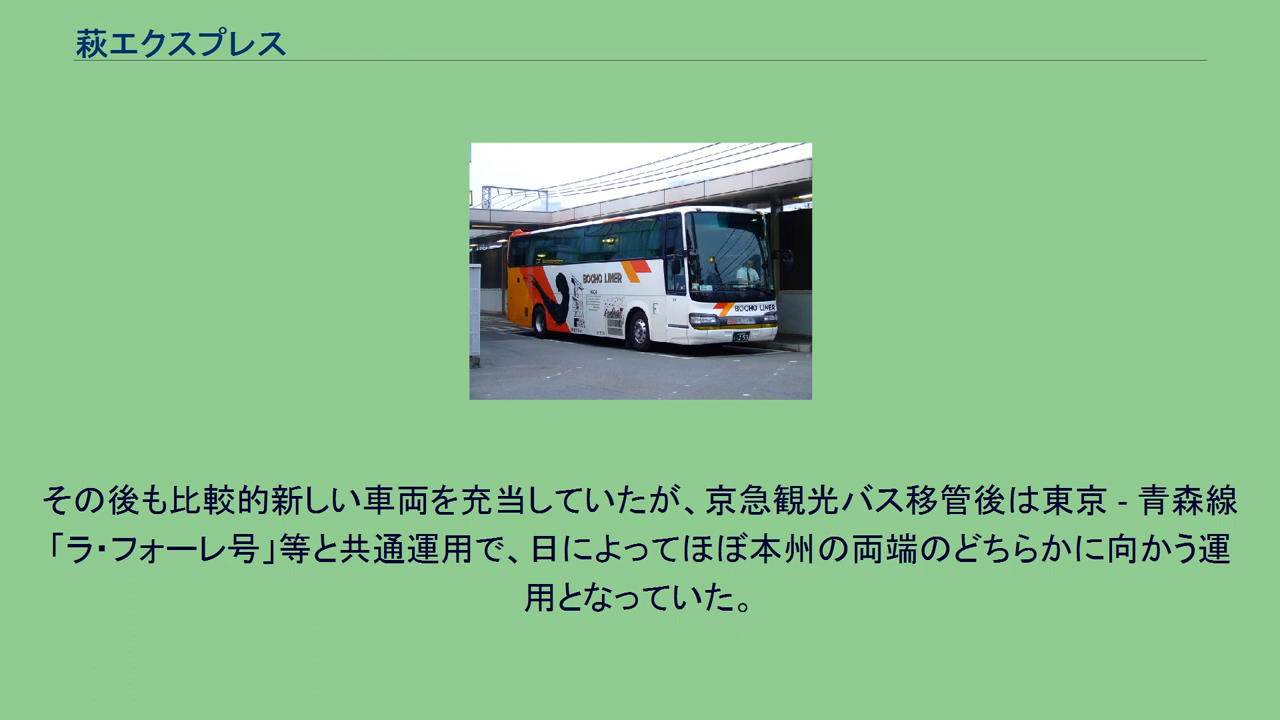 萩エクスプレス
BOCHO LINER
BOCHO LINER
その後も比較的新しい車両を充当していたが、京急観光バス移管後は東京 - 青森線
「ラ・フォーレ号」等と共通運用で、日によってほぼ本州の両端のどちらかに向かう運
用となっていた。